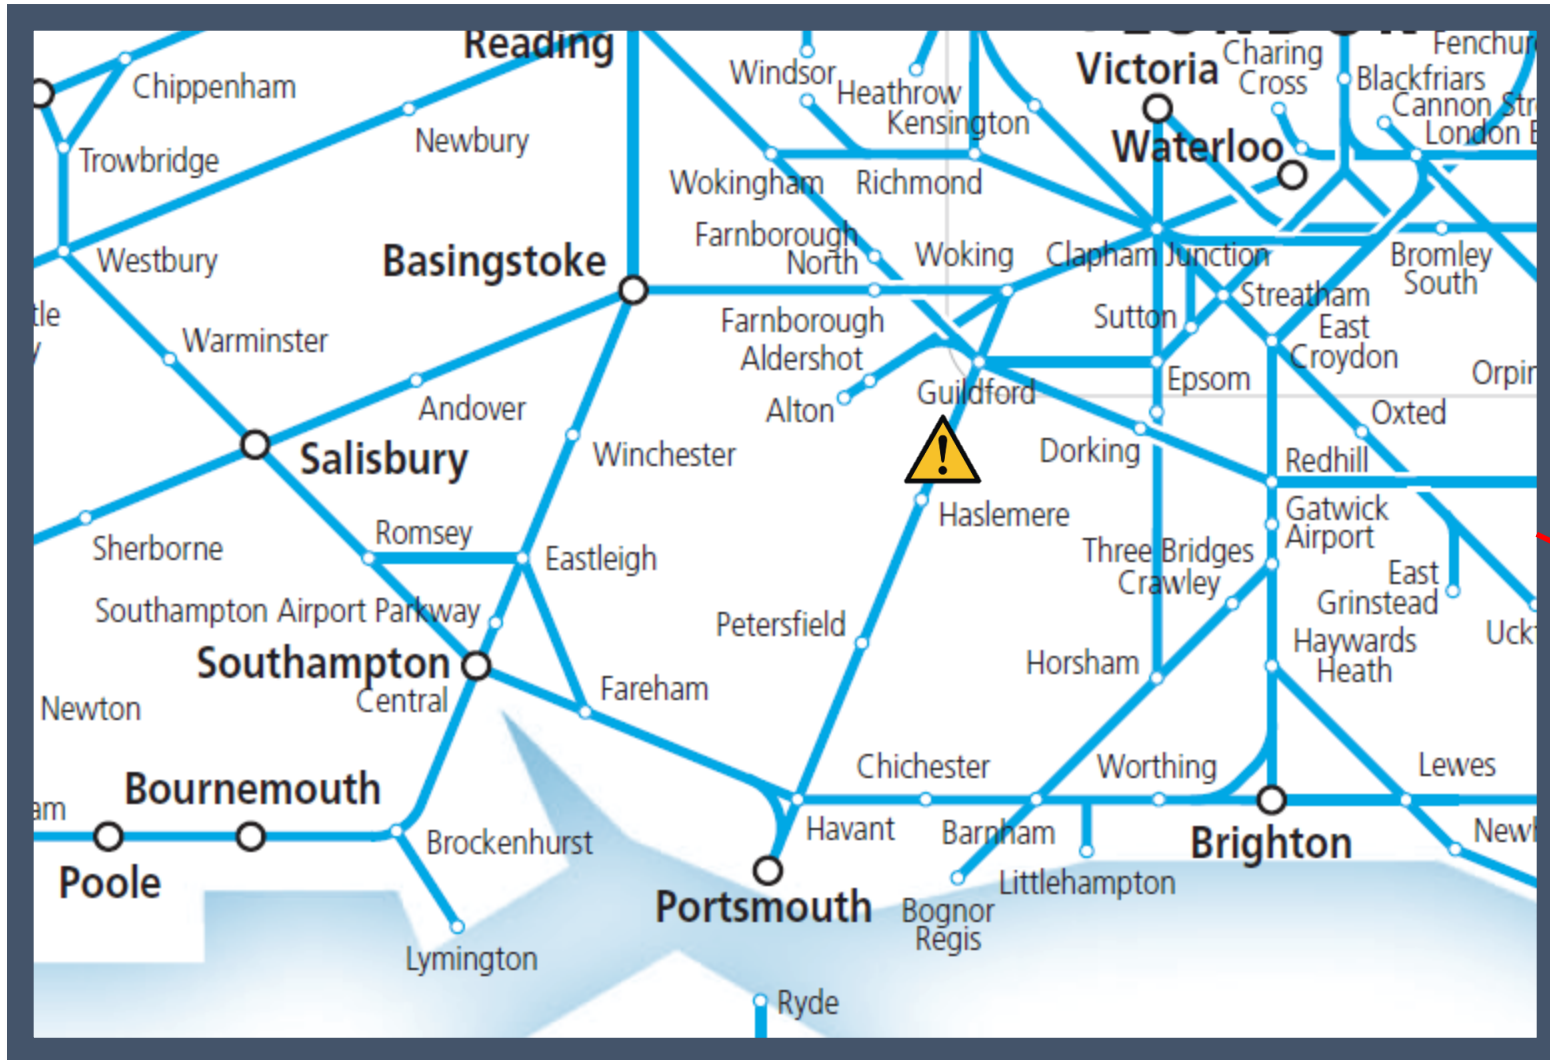 Reading
Chippenham
Newbury
Trowbridge
Westbury
Basingstoke
Warminster
Andover
Salisbury
Winchester
Sherborne
Romsey
Eastleigh
Southampton Airport Parkway
Southampton
Central
Fareham
Newton
Bournemouth
Poole
Brockenhurst
Lymington
Windsor
Heathrow
Kensington
Wokingham
Richmond
Farnborough
North
Woking
Farnborough
Aldershot
Alton
Guildford
Haslemere
Petersfield
Havant
Portsmouth
Ryde
Chichester
Barnham
Bognor
Regis
Littlehampton
Worthing
Brighton
Lewes
Victoria
Waterloo
Charing
Cross
Blackfriars
Clapham Junction
Bromley
South
Streatham
Sutton
East
Croydon
Epsom
Oxted
Dorking
Redhill
Gatwick
Airport
Three Bridges
Crawley
East
Grinstead
Horsham
Haywards
Heath
Cannon
London